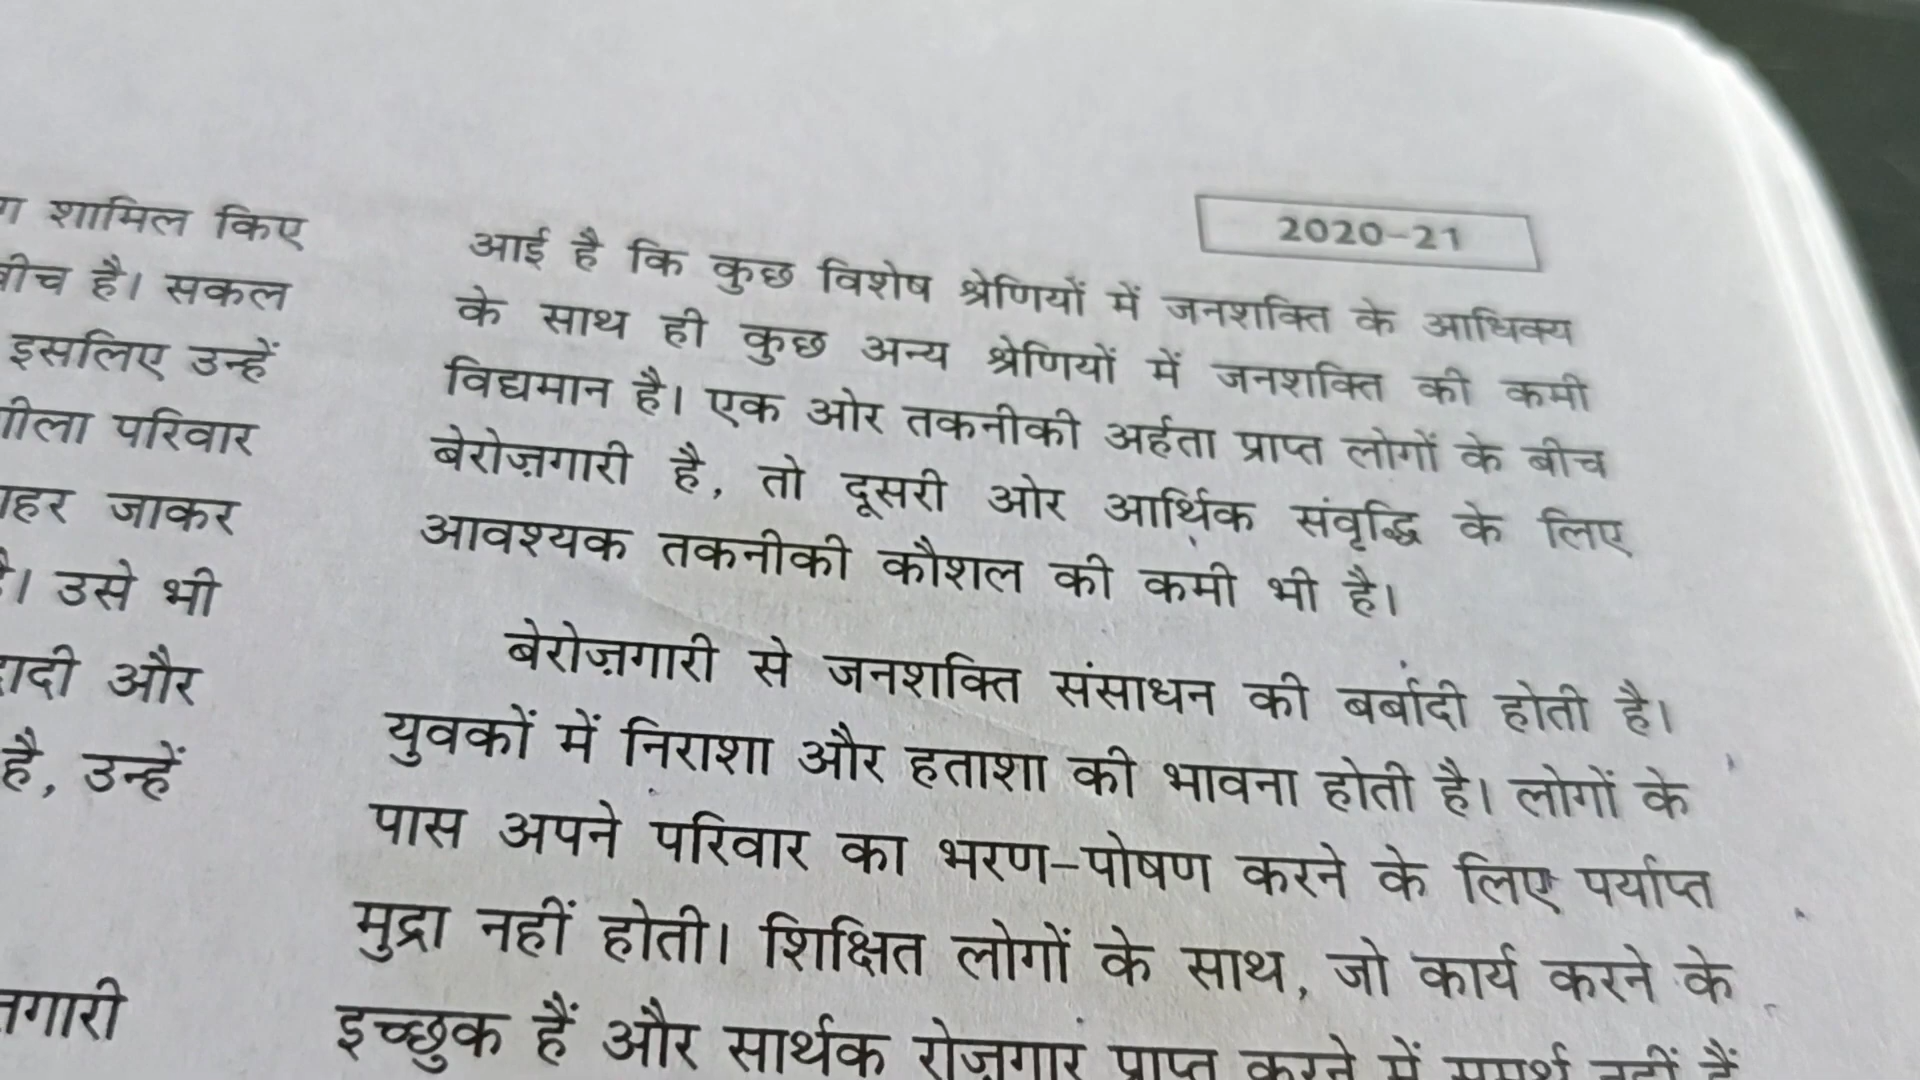 2020-21
शामिल किए
है। सकल
इसलिए उन्हें
परिवार
जाकर
उसे भी
और
है, उन्हें
आई है कि कुछ विशेष श्रेणियों में जनशक्ति के आधिक्य
के साथ ही कुछ अन्य श्रेणियों में जनशक्ति की कमी
विद्यमान है। एक ओर तकनीकी अर्हता प्राप्त लोगों के बीच
बेरोज़गारी है, तो दूसरी ओर आर्थिक संवृद्धि के लिए
आवश्यक तकनीकी कौशल की कमी भी है।
बेरोज़गारी से जनशक्ति संसाधन की बर्बादी होती है।
युवकों में निराशा और हताशा की भावना होती है। लोगों के
पास अपने परिवार का भरण-पोषण करने के लिए पर्याप्त
मुद्रा नहीं होती। शिक्षित लोगों के साथ, जो कार्य करने के
इच्छुक हैं और सार्थक रोज़गार प्राप्त करने में समर्थ नहीं हैं